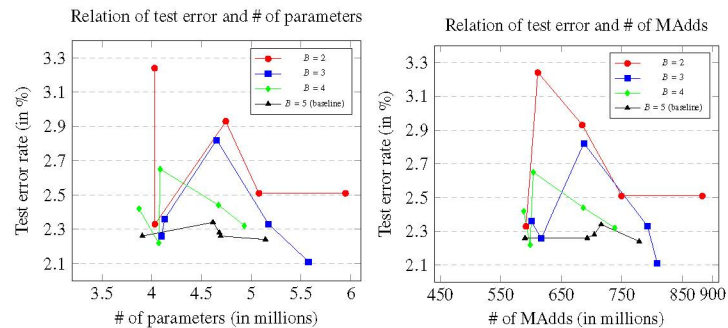 Relation of test error and # of parameters
3.3
3.1
2.9
2.7
2.5
2.3
2.1
Test error rate (in %)
B = 2
B = 3
B = 4
B = 5 (baseline)
3.5
4
4.5
5
5.5
6
# of parameters (in millions)
Relation of test error and # of MAdds
3.3
3.1
2.9
2.7
2.5
2.3
2.1
Test error rate (in %)
B = 2
B = 3
B = 4
B = 5 (baseline)
450
600
750
900
# of MAdds (in millions)